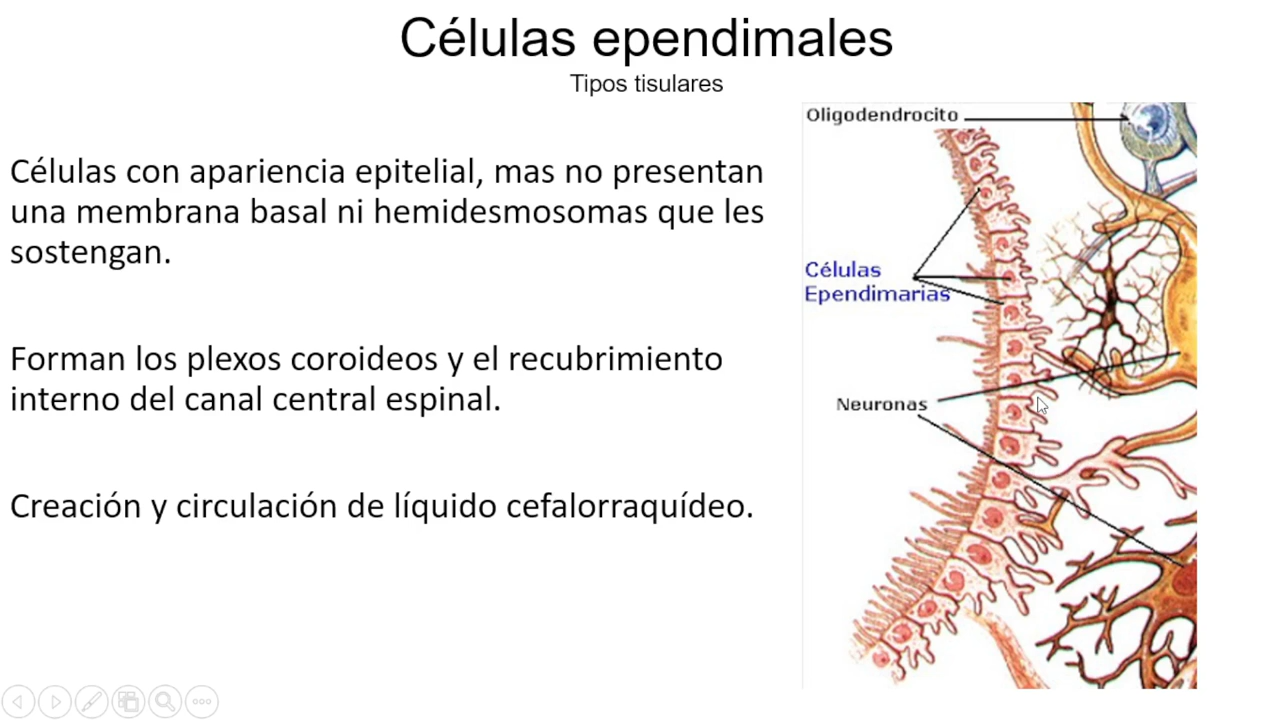 Células ependimales
Tipos tisulares
Células con apariencia epitelial, mas no presentan
una membrana basal ni hemidesmosomas que les
sostengan.
Forman los plexos coroideos y el recubrimiento
interno del canal central espinal.
Creación y circulación de líquido cefalorraquídeo.
Oligodendrocito
Células
Ependimarias
Neuronas